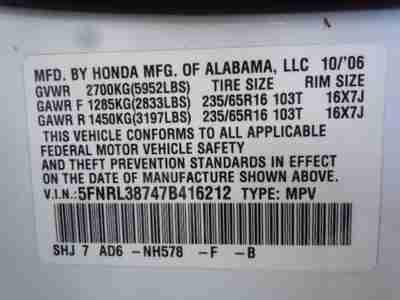 MFD. BY HONDA MFG. OF ALABAMA, LLC 10/'06
GVWR 2700KG(5952LBS) TIRE SIZE RIM SIZE
GAWR F 1285KG(2833LBS) 235/65R16 103T 16X7J
GAWR R 1450KG(3197LBS) 235/65R16 103T 16X7J
THIS VEHICLE CONFORMS TO ALL APPLICABLE
FEDERAL MOTOR VEHICLE SAFETY
AND THEFT PREVENTION STANDARDS IN EFFECT
ON THE DATE OF MANUFACTURE SHOWN ABOVE.
V.I.N.: 5FNRL38747B416212 TYPE: MPV
SHJ 7 AD6 -NH578 -F -B